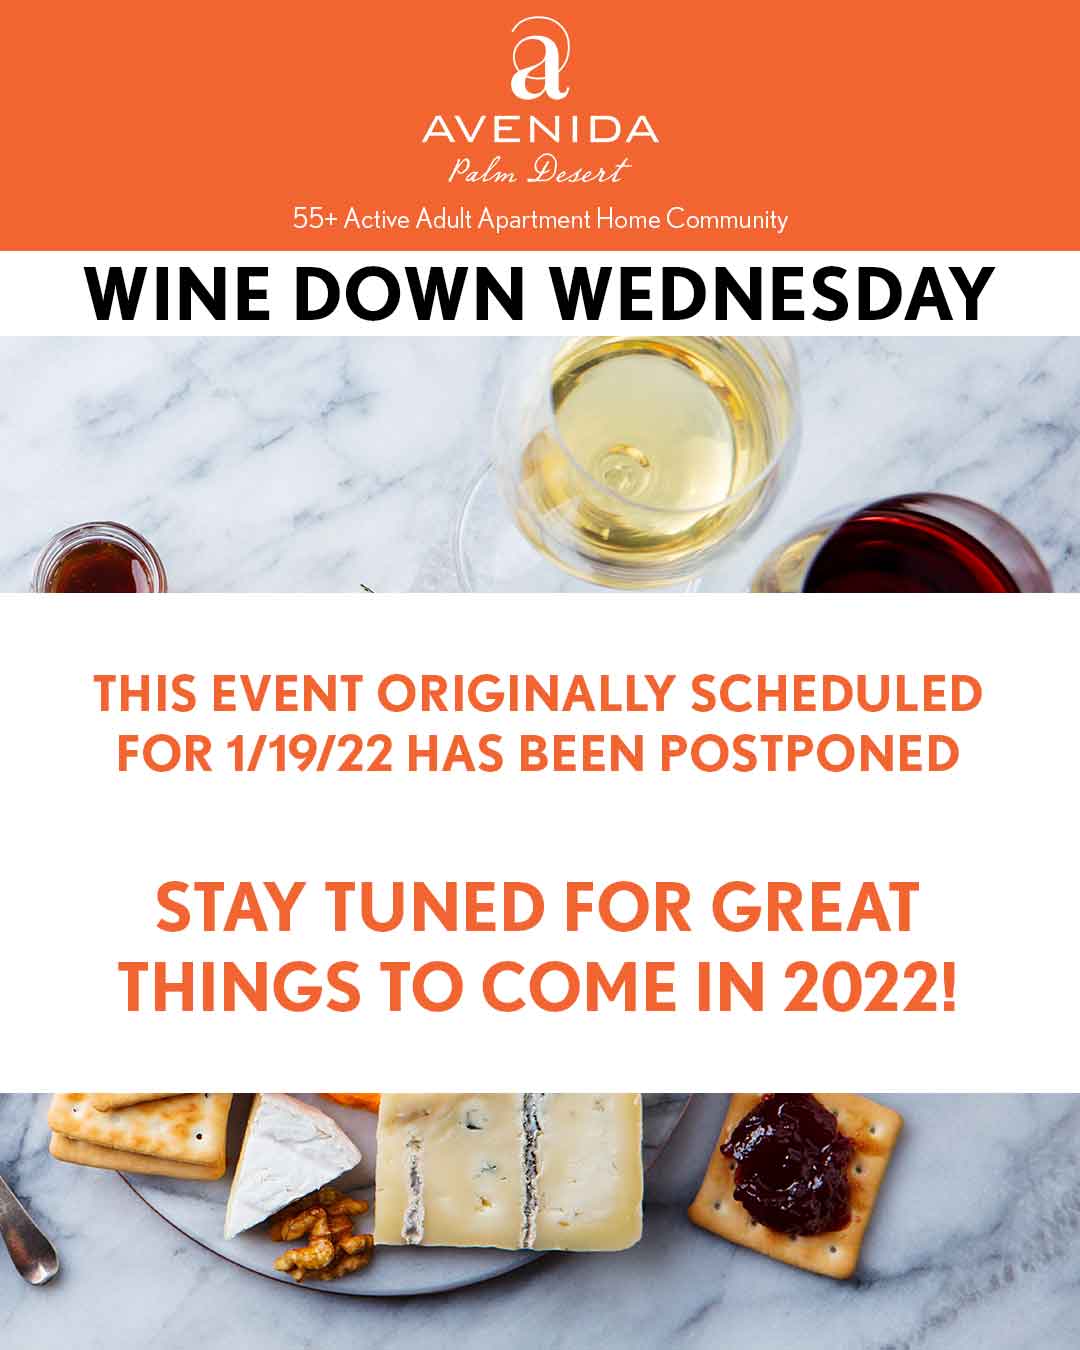 a
AVENIDA
Palm Desert
55+ Active Adult Apartment Home Community
WINE DOWN WEDNESDAY
THIS EVENT ORIGINALLY SCHEDULED
FOR 1/19/22 HAS BEEN POSTPONED
STAY TUNED FOR GREAT
THINGS TO COME IN 2022!